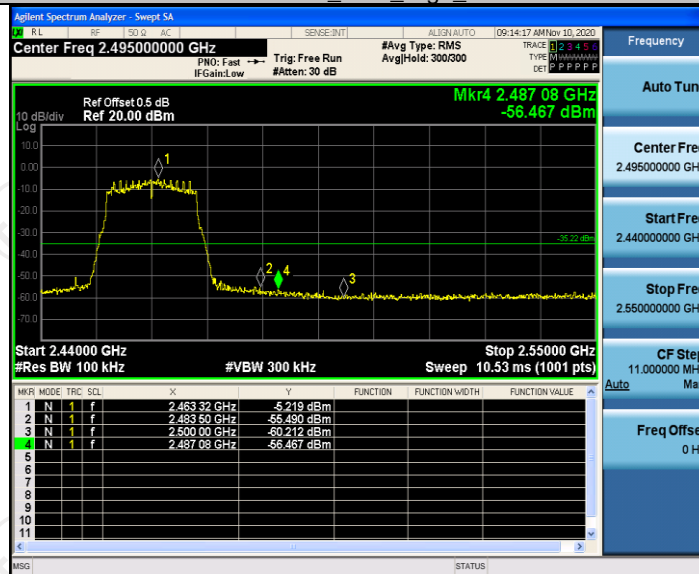 Agilent Spectrum Analyzer - Swept SA
RL RF 50 Ω AC SENSE:INT ALIGN AUTO 09:14:17 AM Nov 10, 2020
Center Freq 2.495000000 GHz #Avg Type: RMS TRACE 1 2 3 4 5 6
PNO: Fast Trig: Free Run Avg|Hold: 300/300 TYPE M
IFGain:Low #Atten: 30 dB DET P P P P P P
Ref Offset 0.5 dB Mkr4 2.487 08 GHz
10 dB/div Ref 20.00 dBm -56.467 dBm
Log
10.0
0.00
-10.0
-20.0
-30.0
-40.0
-50.0
-60.0
-70.0
1
2
4
3
-35.22 dBm
Start 2.44000 GHz Stop 2.55000 GHz
#Res BW 100 kHz #VBW 300 kHz Sweep 10.53 ms (1001 pts)
MKR MODE TRC SCL X Y FUNCTION FUNCTION WIDTH FUNCTION VALUE
1 N 1 f 2.463 32 GHz -5.219 dBm
2 N 1 f 2.483 50 GHz -55.490 dBm
3 N 1 f 2.500 00 GHz -60.212 dBm
4 N 1 f 2.487 08 GHz -56.467 dBm
5
6
7
8
9
10
11
MSG STATUS
Frequency
Auto Tun
Center Fre
2.495000000 GH
Start Fre
2.440000000 GH
Stop Fre
2.550000000 GH
CF Ste
11.000000 MH
Auto Ma
Freq Offse
0 H